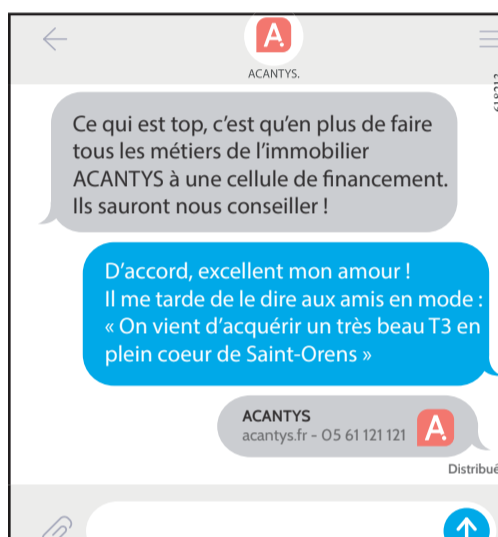 A.
ACANTYS.
Ce qui est top, c’est qu’en plus de faire
tous les métiers de l’immobilier
ACANTYS à une cellule de financement.
Ils sauront nous conseiller !
D’accord, excellent mon amour !
Il me tarde de le dire aux amis en mode :
« On vient d’acquérir un très beau T3 en
plein coeur de Saint-Orens »
ACANTYS
acantys.fr - 05 61 121 121
A.
Distribué